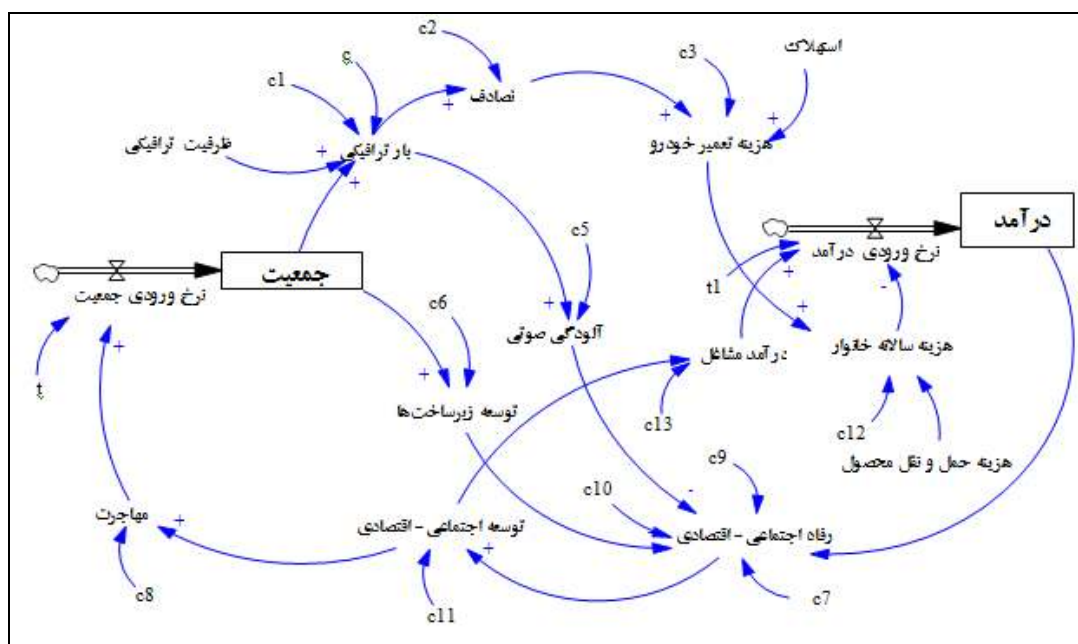 c2
استهلاک
g
c3
c1
تصادف
ظرفیت ترافیکی
بار ترافیکی
هزینه تعمیر خودرو
+
+
+
+
+
+
درآمد
c5
نرخ ورودی درآمد
جمعیت
نرخ ورودی جمعیت
t1
c6
+
-
+
+
آلودگی صوتی
هزینه سالانه خانوار
درآمد مشاغل
t
+
+
توسعه زیرساخت‌ها
c13
c12
هزینه حمل و نقل محصول
c9
c10
-
مهاجرت
+
توسعه اجتماعی-اقتصادی
+
رفاه اجتماعی-اقتصادی
c8
c11
c7